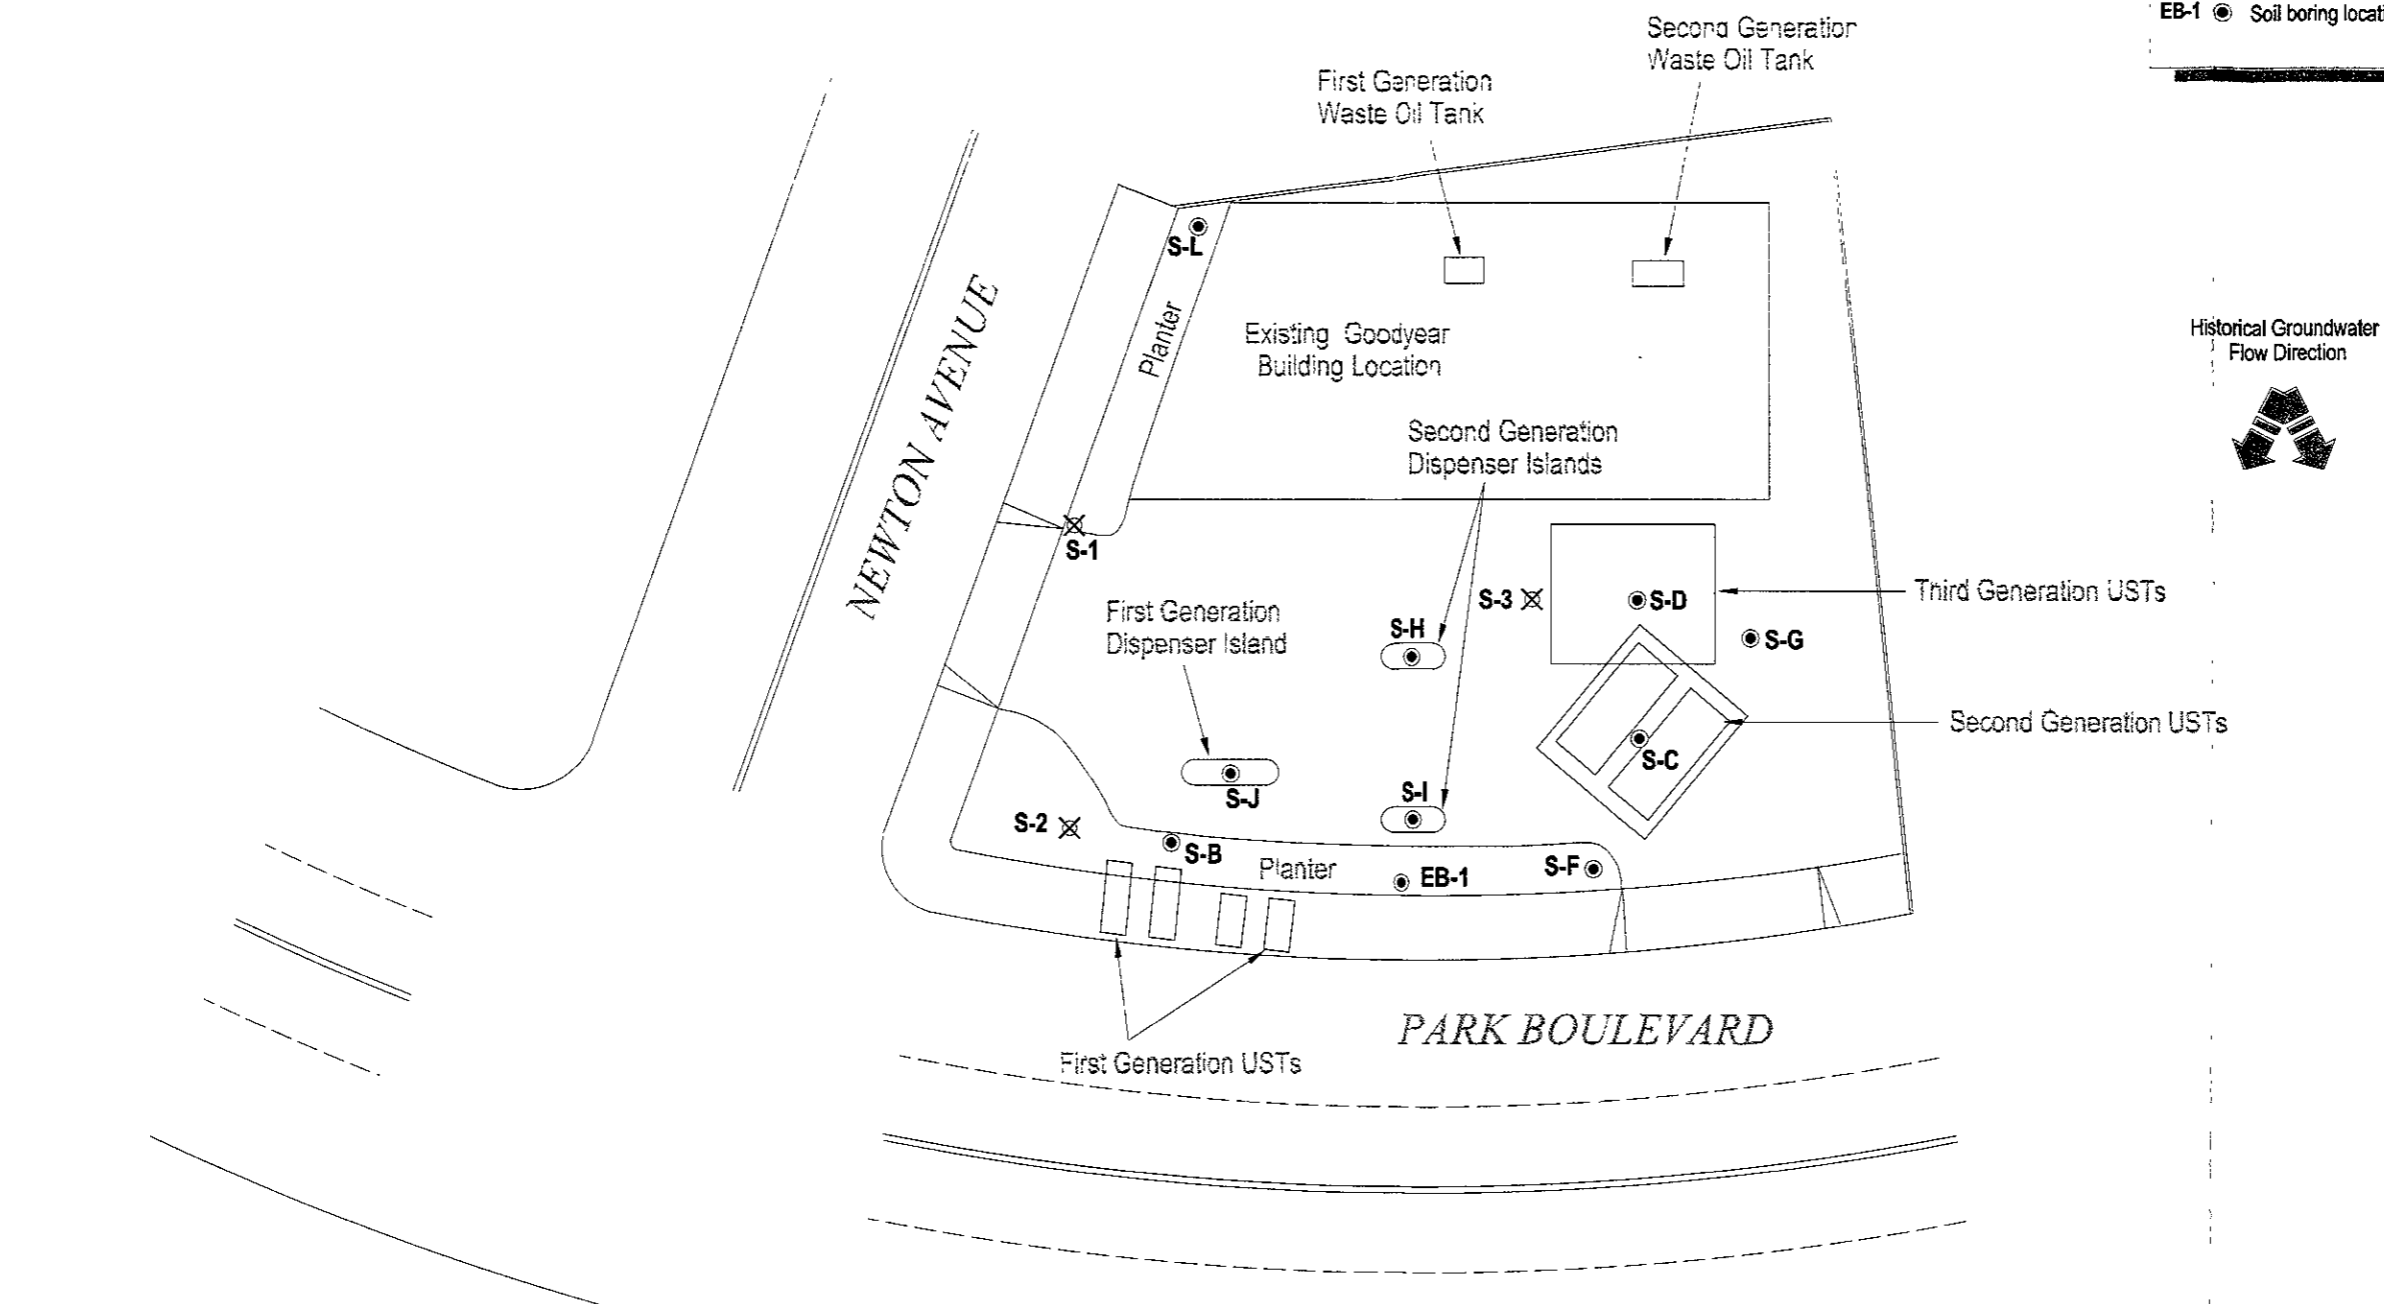 EB-1 Soil boring locati
Second Generation
Waste Oil Tank
First Generation
Waste Oil Tank
S-L
Planter
NEWTON AVENUE
Existing Goodyear
Building Location
Historical Groundwater
Flow Direction
Second Generation
Dispenser Islands
S-1
S-3
S-D
Third Generation USTs
First Generation
Dispenser Island
S-H
S-G
Second Generation USTs
S-C
S-J
S-I
S-2
S-B
Planter
EB-1
S-F
PARK BOULEVARD
First Generation USTs